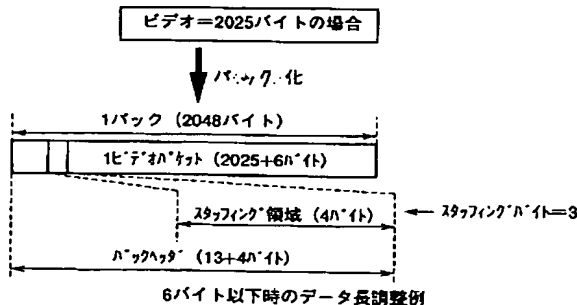 ビデオ＝2025バイトの場合
パック化
1パック（2048バイト）
1ビデオパケット（2025+6バイト）
スタッフィング領域（4バイト）
スタッフィングバイト＝3
パックヘッダ（13+4バイト）
6バイト以下時のデータ長調整例